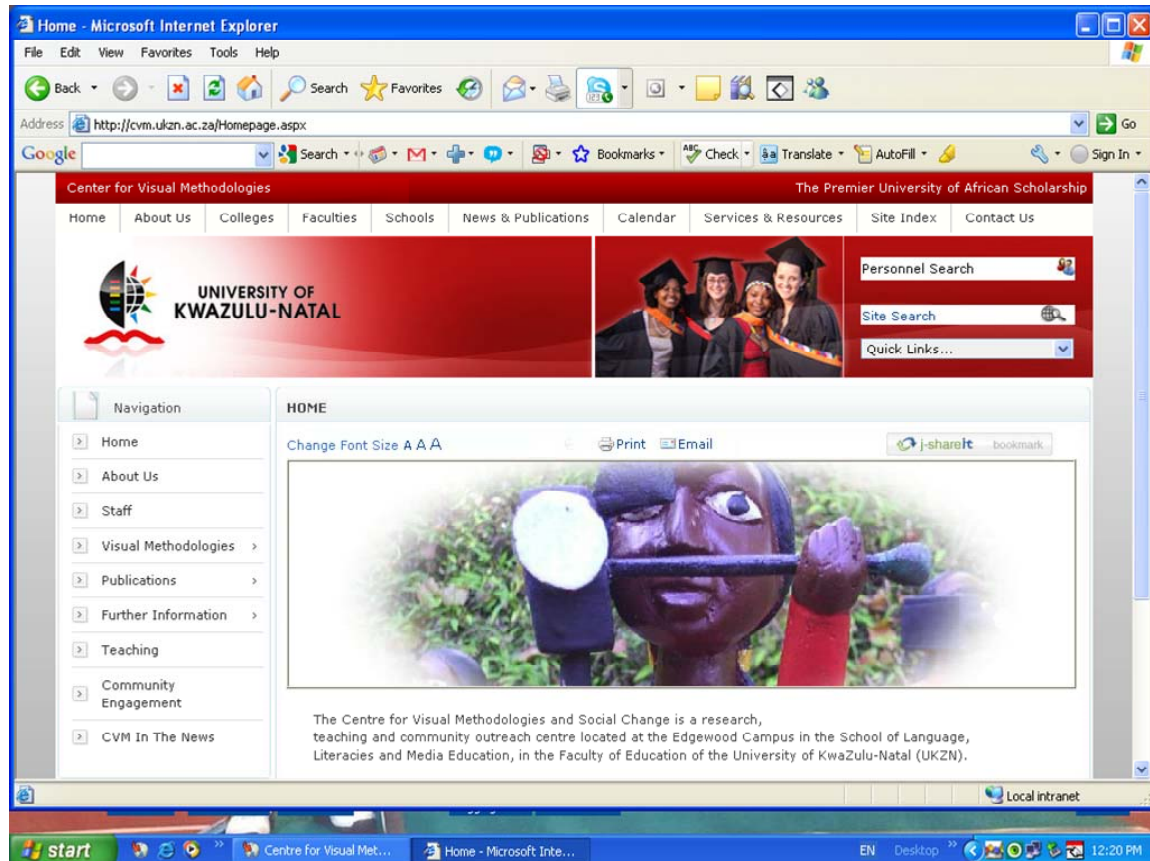 Home - Microsoft Internet Explorer
File Edit View Favorites Tools Help
Back Search Favorites
Address http://cvm.ukzn.ac.za/Homepage.aspx Go
Google Search Bookmarks Check Translate AutoFill Sign In
Center for Visual Methodologies The Premier University of African Scholarship
Home About Us Colleges Faculties Schools News & Publications Calendar Services & Resources Site Index Contact Us
UNIVERSITY OF
KWAZULU-NATAL
Personnel Search
Site Search
Quick Links...
Navigation
Home
About Us
Staff
Visual Methodologies
Publications
Further Information
Teaching
Community
Engagement
CVM In The News
HOME
Change Font Size A A A Print Email j-shareit bookmark
The Centre for Visual Methodologies and Social Change is a research,
teaching and community outreach centre located at the Edgewood Campus in the School of Language,
Literacies and Media Education, in the Faculty of Education of the University of KwaZulu-Natal (UKZN).
Local intranet
start Centre for Visual Met... Home - Microsoft Inte... EN Desktop 12:20 PM